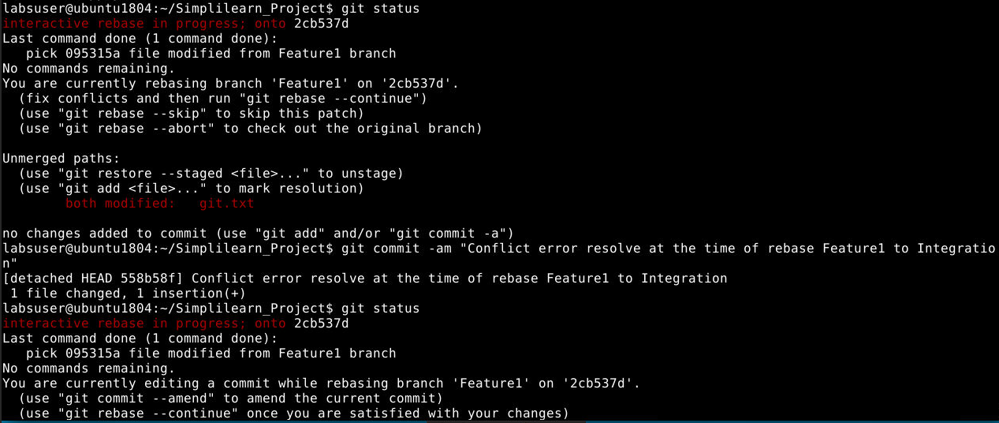 labsuser@ubuntu1804:~/Simplilearn_Project$ git status
interactive rebase in progress; onto 2cb537d
Last command done (1 command done):
   pick 095315a file modified from Feature1 branch
No commands remaining.
You are currently rebasing branch 'Feature1' on '2cb537d'.
  (fix conflicts and then run "git rebase --continue")
  (use "git rebase --skip" to skip this patch)
  (use "git rebase --abort" to check out the original branch)

Unmerged paths:
  (use "git restore --staged <file>..." to unstage)
  (use "git add <file>..." to mark resolution)
        both modified:   git.txt

no changes added to commit (use "git add" and/or "git commit -a")
labsuser@ubuntu1804:~/Simplilearn_Project$ git commit -am "Conflict error resolve at the time of rebase Feature1 to Integratio
n"
[detached HEAD 558b58f] Conflict error resolve at the time of rebase Feature1 to Integration
 1 file changed, 1 insertion(+)
labsuser@ubuntu1804:~/Simplilearn_Project$ git status
interactive rebase in progress; onto 2cb537d
Last command done (1 command done):
   pick 095315a file modified from Feature1 branch
No commands remaining.
You are currently editing a commit while rebasing branch 'Feature1' on '2cb537d'.
  (use "git commit --amend" to amend the current commit)
  (use "git rebase --continue" once you are satisfied with your changes)